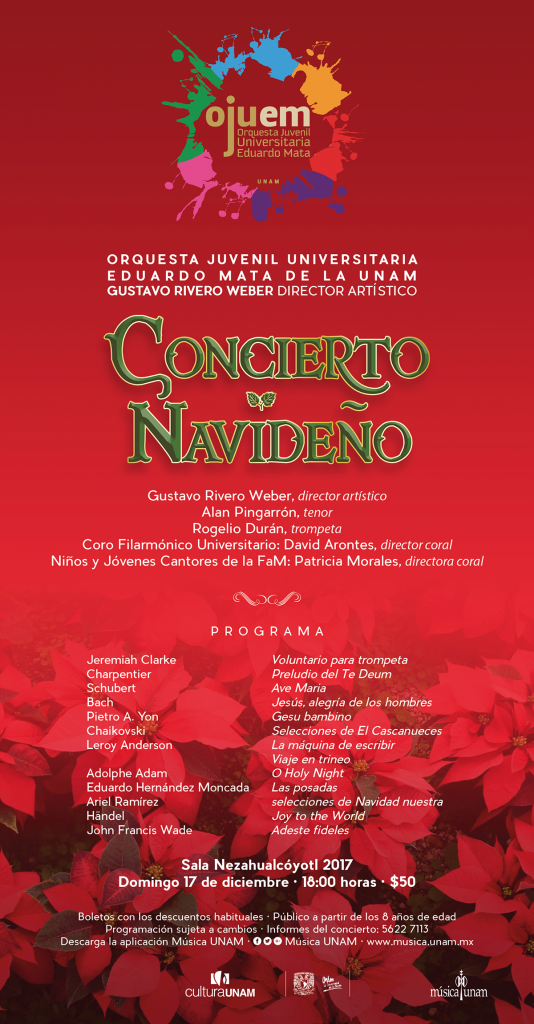 ojuem
Orquesta Juvenil
Universitaria
Eduardo Mata
UNAM
ORQUESTA JUVENIL UNIVERSITARIA
EDUARDO MATA DE LA UNAM
GUSTAVO RIVERO WEBER DIRECTOR ARTÍSTICO
CONCIERTO
NAVIDEÑO
Gustavo Rivero Weber, director artístico
Alan Pingarrón, tenor
Rogelio Durán, trompeta
Coro Filarmónico Universitario: David Arontes, director coral
Niños y Jóvenes Cantores de la FaM: Patricia Morales, directora coral
PROGRAMA
Jeremiah Clarke Voluntario para trompeta
Charpentier Preludio del Te Deum
Schubert Ave Maria
Bach Jesús, alegría de los hombres
Pietro A. Yon Gesu bambino
Chaikovski Selecciones de El Cascanueces
Leroy Anderson La máquina de escribir
Viaje en trineo
Adolphe Adam O Holy Night
Eduardo Hernández Moncada Las posadas
Ariel Ramírez selecciones de Navidad nuestra
Händel Joy to the World
John Francis Wade Adeste fideles
Sala Nezahualcóyotl 2017
Domingo 17 de diciembre · 18:00 horas · $50
Boletos con los descuentos habituales · Público a partir de los 8 años de edad
Programación sujeta a cambios · Informes del concierto: 5622 7113
Descarga la aplicación Música UNAM · Música UNAM · www.musica.unam.mx
culturaUNAM
música unam